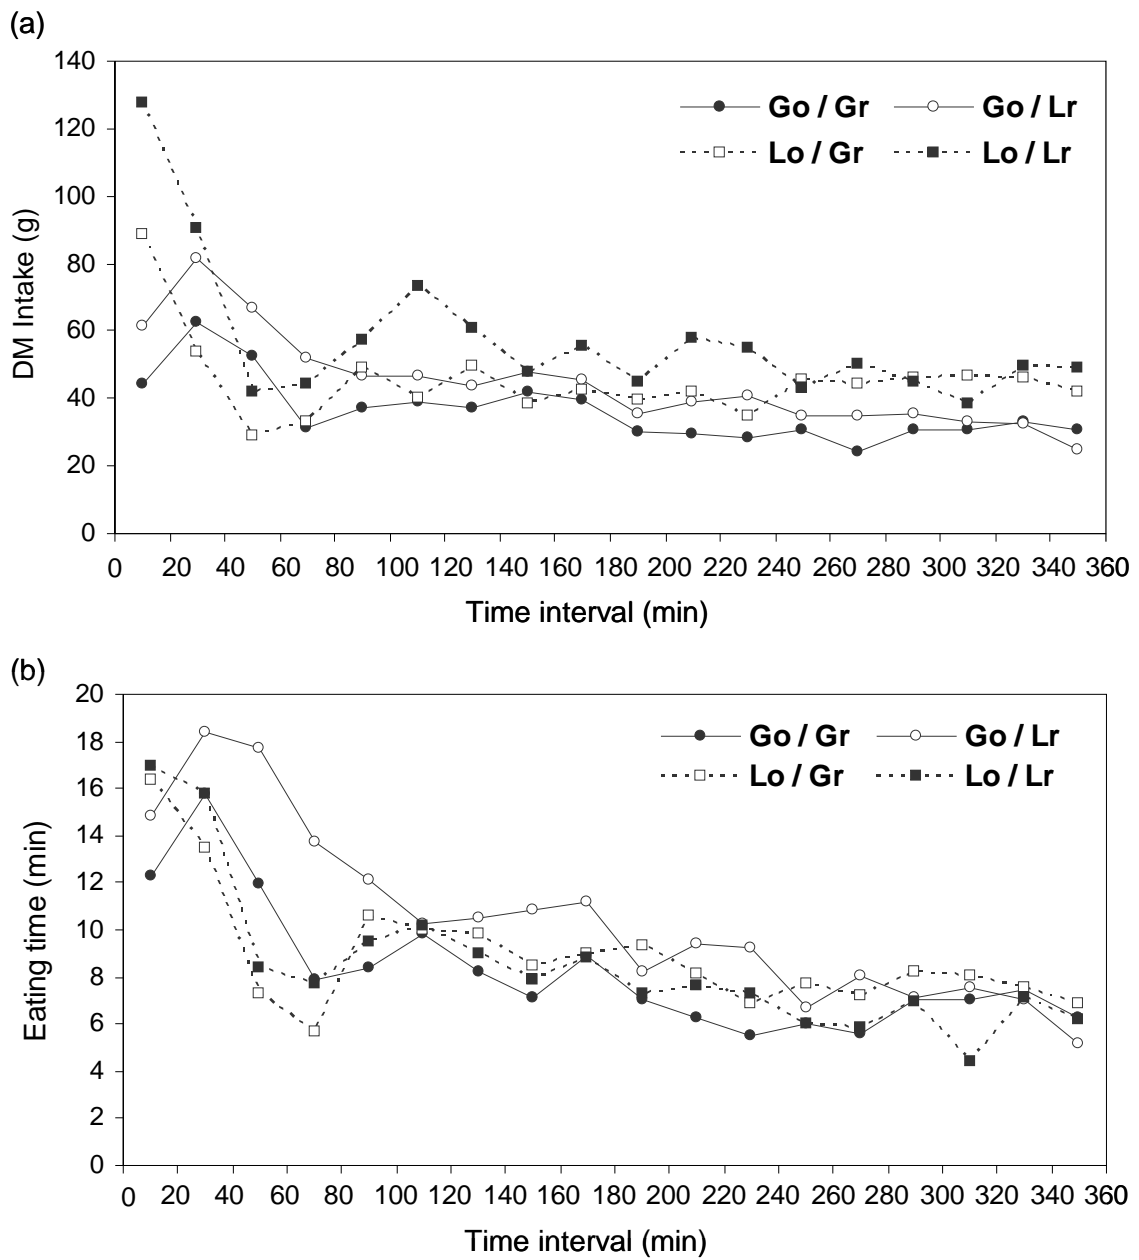 (a)
140
120
100
80
60
40
20
0
DM Intake (g)
Go / Gr Go / Lr
Lo / Gr Lo / Lr
0 20 40 60 80 100 120 140 160 180 200 220 240 260 280 300 320 340 360
Time interval (min)
(b)
20
18
16
14
12
10
8
6
4
2
0
Eating time (min)
Go / Gr Go / Lr
Lo / Gr Lo / Lr
0 20 40 60 80 100 120 140 160 180 200 220 240 260 280 300 320 340 360
Time interval (min)